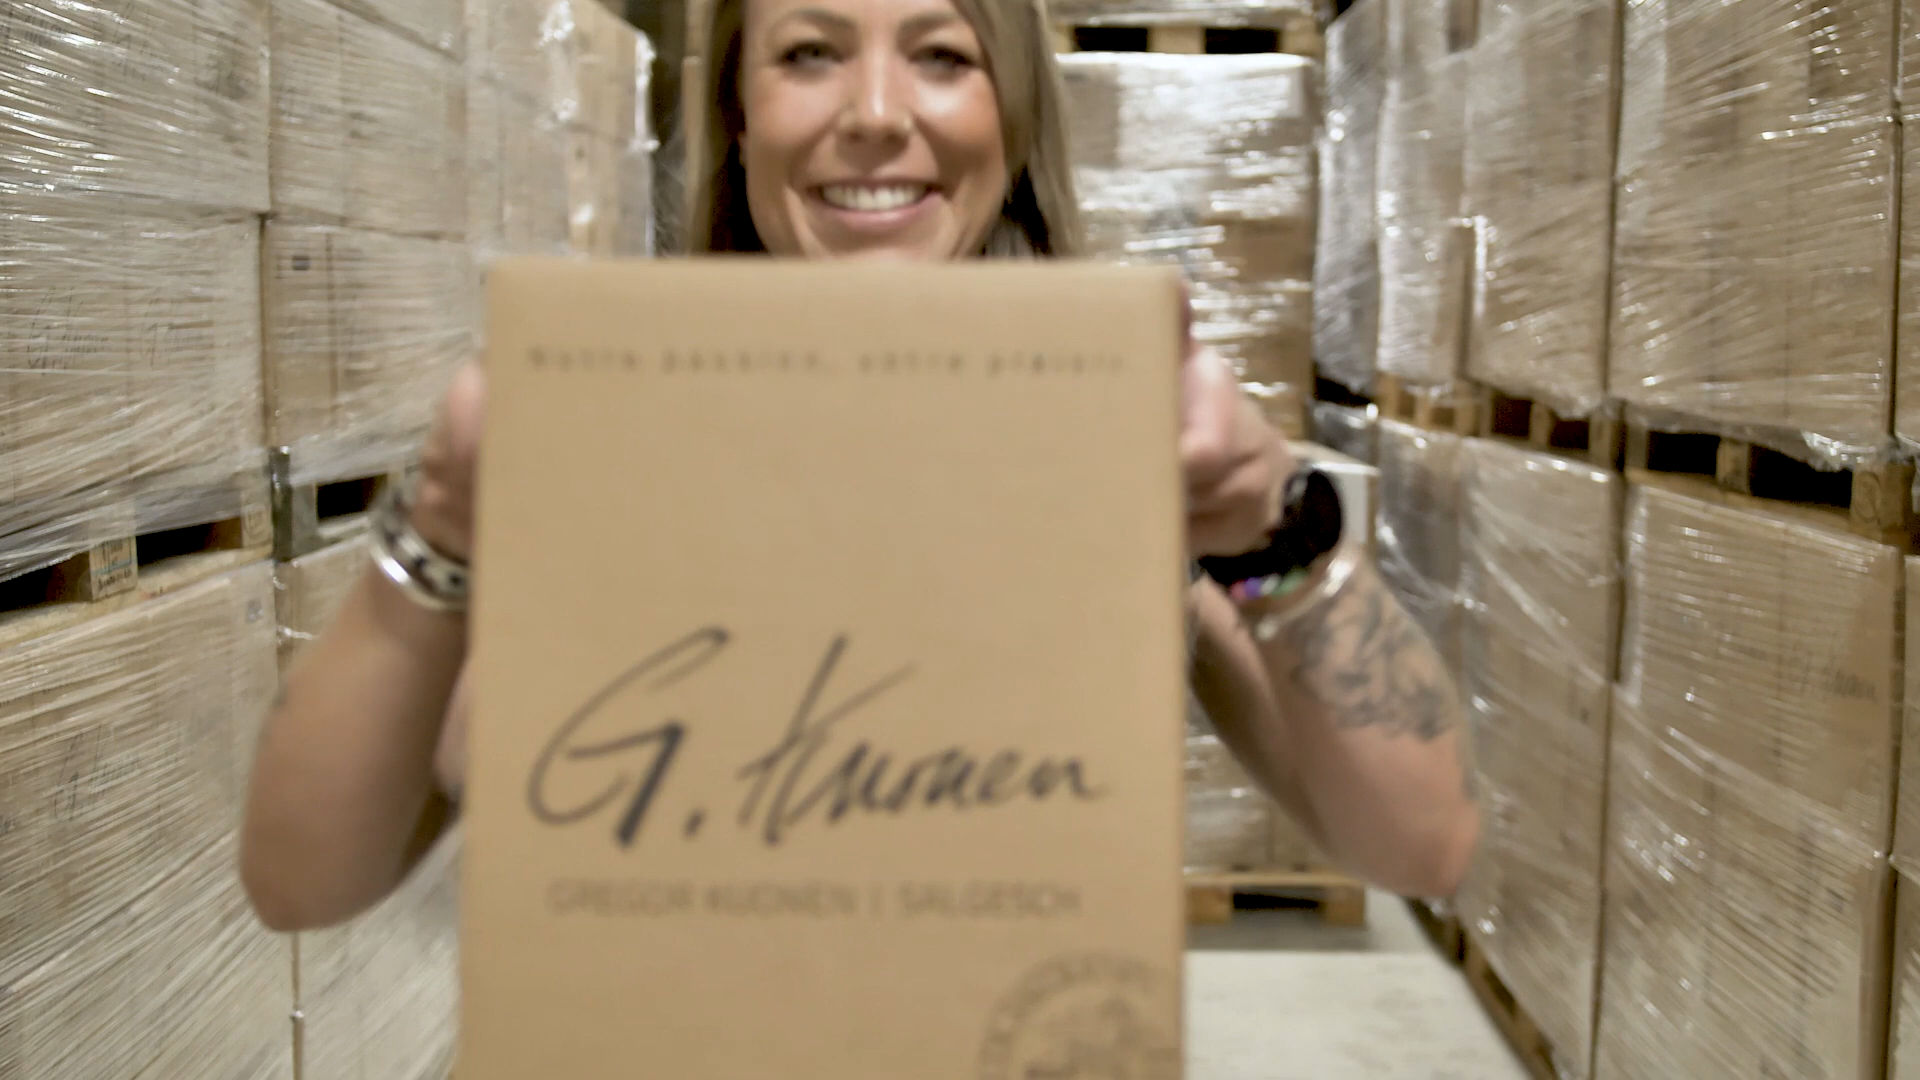 Notre passion, votre plaisir.
G. Kuonen
GREGOR KUONEN | SALGESCH